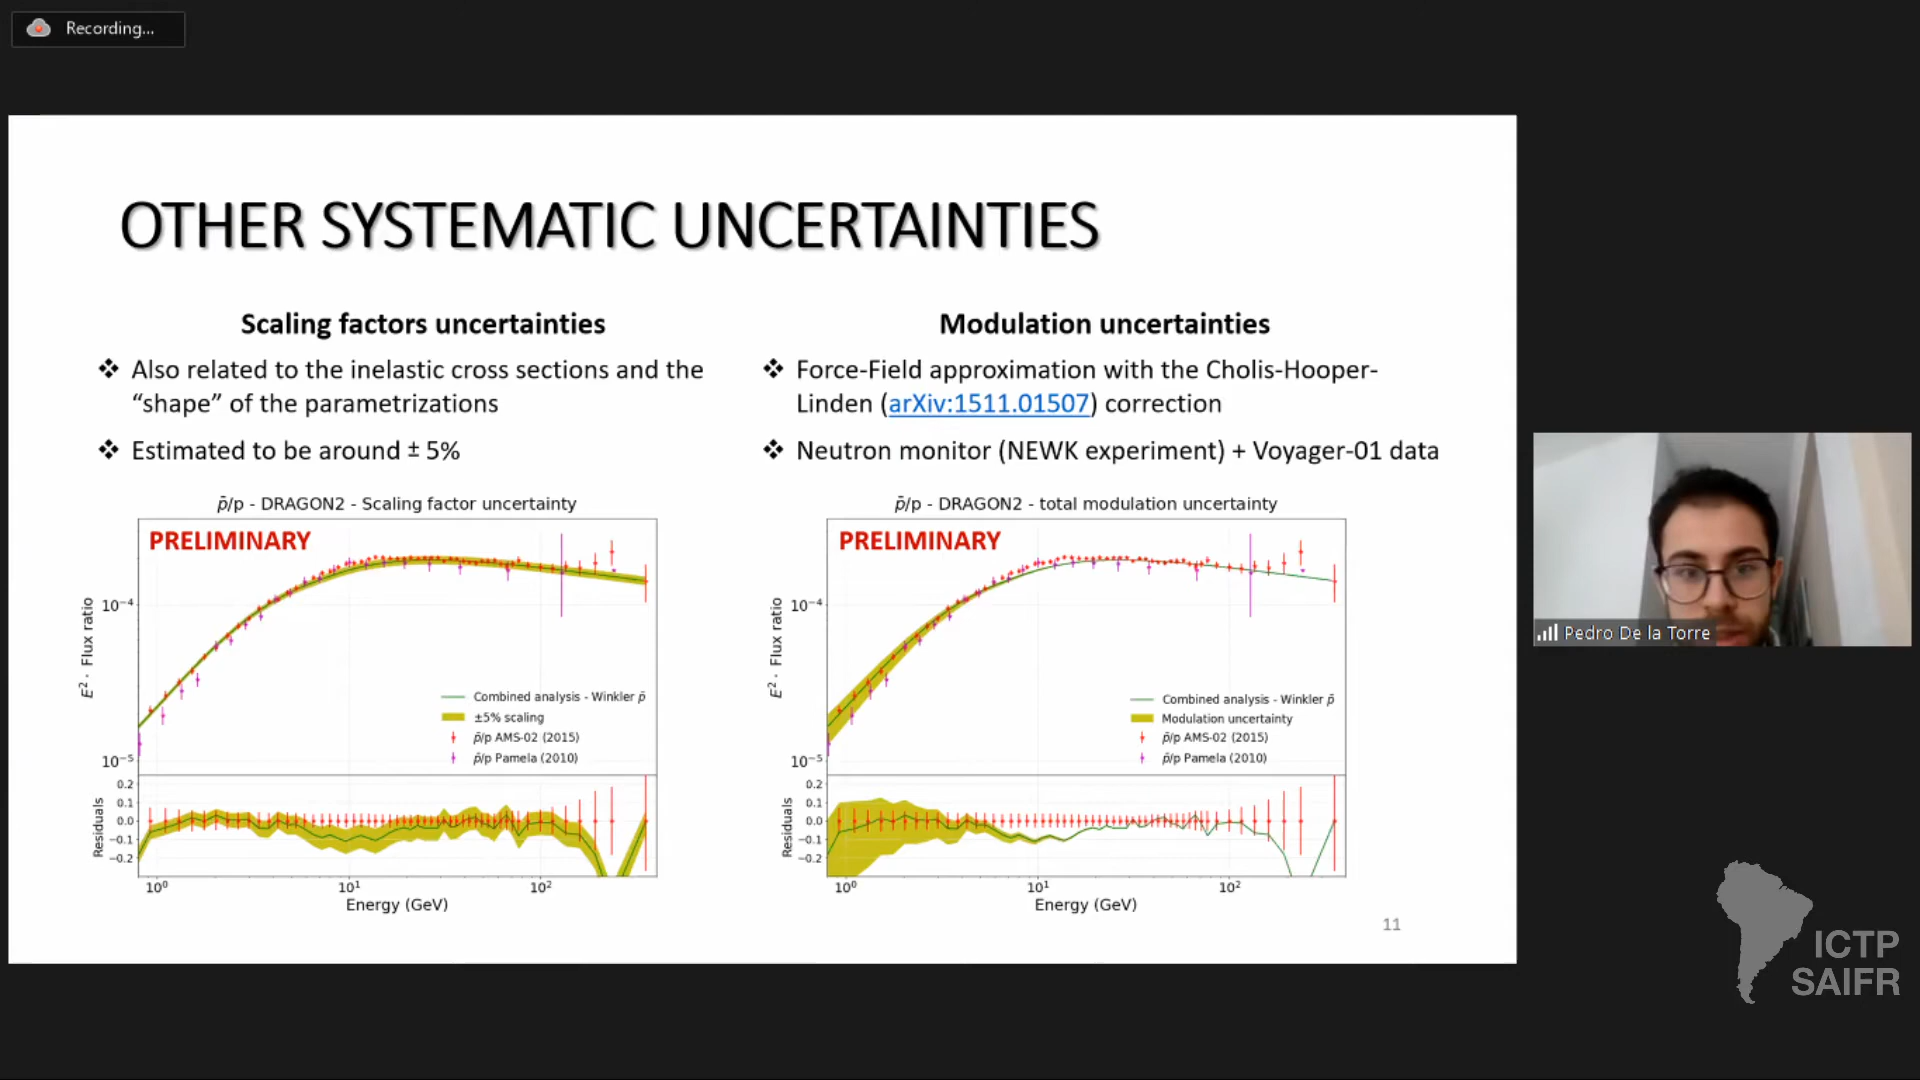 Recording...
OTHER SYSTEMATIC UNCERTAINTIES
Scaling factors uncertainties
❖ Also related to the inelastic cross sections and the
“shape” of the parametrizations
❖ Estimated to be around ± 5%
Modulation uncertainties
❖ Force-Field approximation with the Cholis-Hooper-
Linden (arXiv:1511.01507) correction
❖ Neutron monitor (NEWK experiment) + Voyager-01 data
p̄/p - DRAGON2 - Scaling factor uncertainty
PRELIMINARY
E² · Flux ratio
10⁻⁴
10⁻⁵
Combined analysis - Winkler p̄
±5% scaling
p̄/p AMS-02 (2015)
p̄/p Pamela (2010)
Residuals
0.2
0.1
0.0
−0.1
−0.2
10⁰ 10¹ 10²
Energy (GeV)
p̄/p - DRAGON2 - total modulation uncertainty
PRELIMINARY
E² · Flux ratio
10⁻⁴
10⁻⁵
Combined analysis - Winkler p̄
Modulation uncertainty
p̄/p AMS-02 (2015)
p̄/p Pamela (2010)
Residuals
0.2
0.1
0.0
−0.1
−0.2
10⁰ 10¹ 10²
Energy (GeV)
11
Pedro De la Torre
ICTP
SAIFR